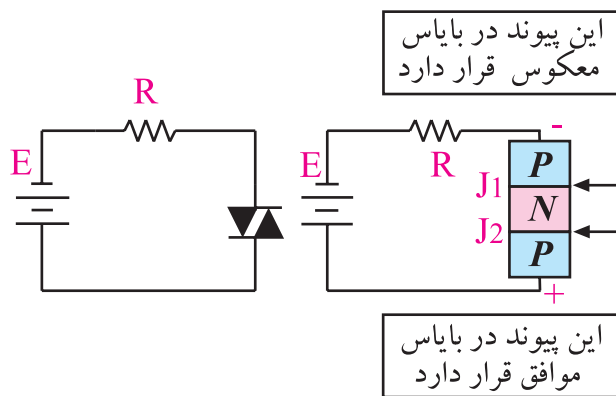 این پیوند در بایاس
معکوس قرار دارد
R
E
E
R
-
P
J1
N
J2
P
+
این پیوند در بایاس
موافق قرار دارد